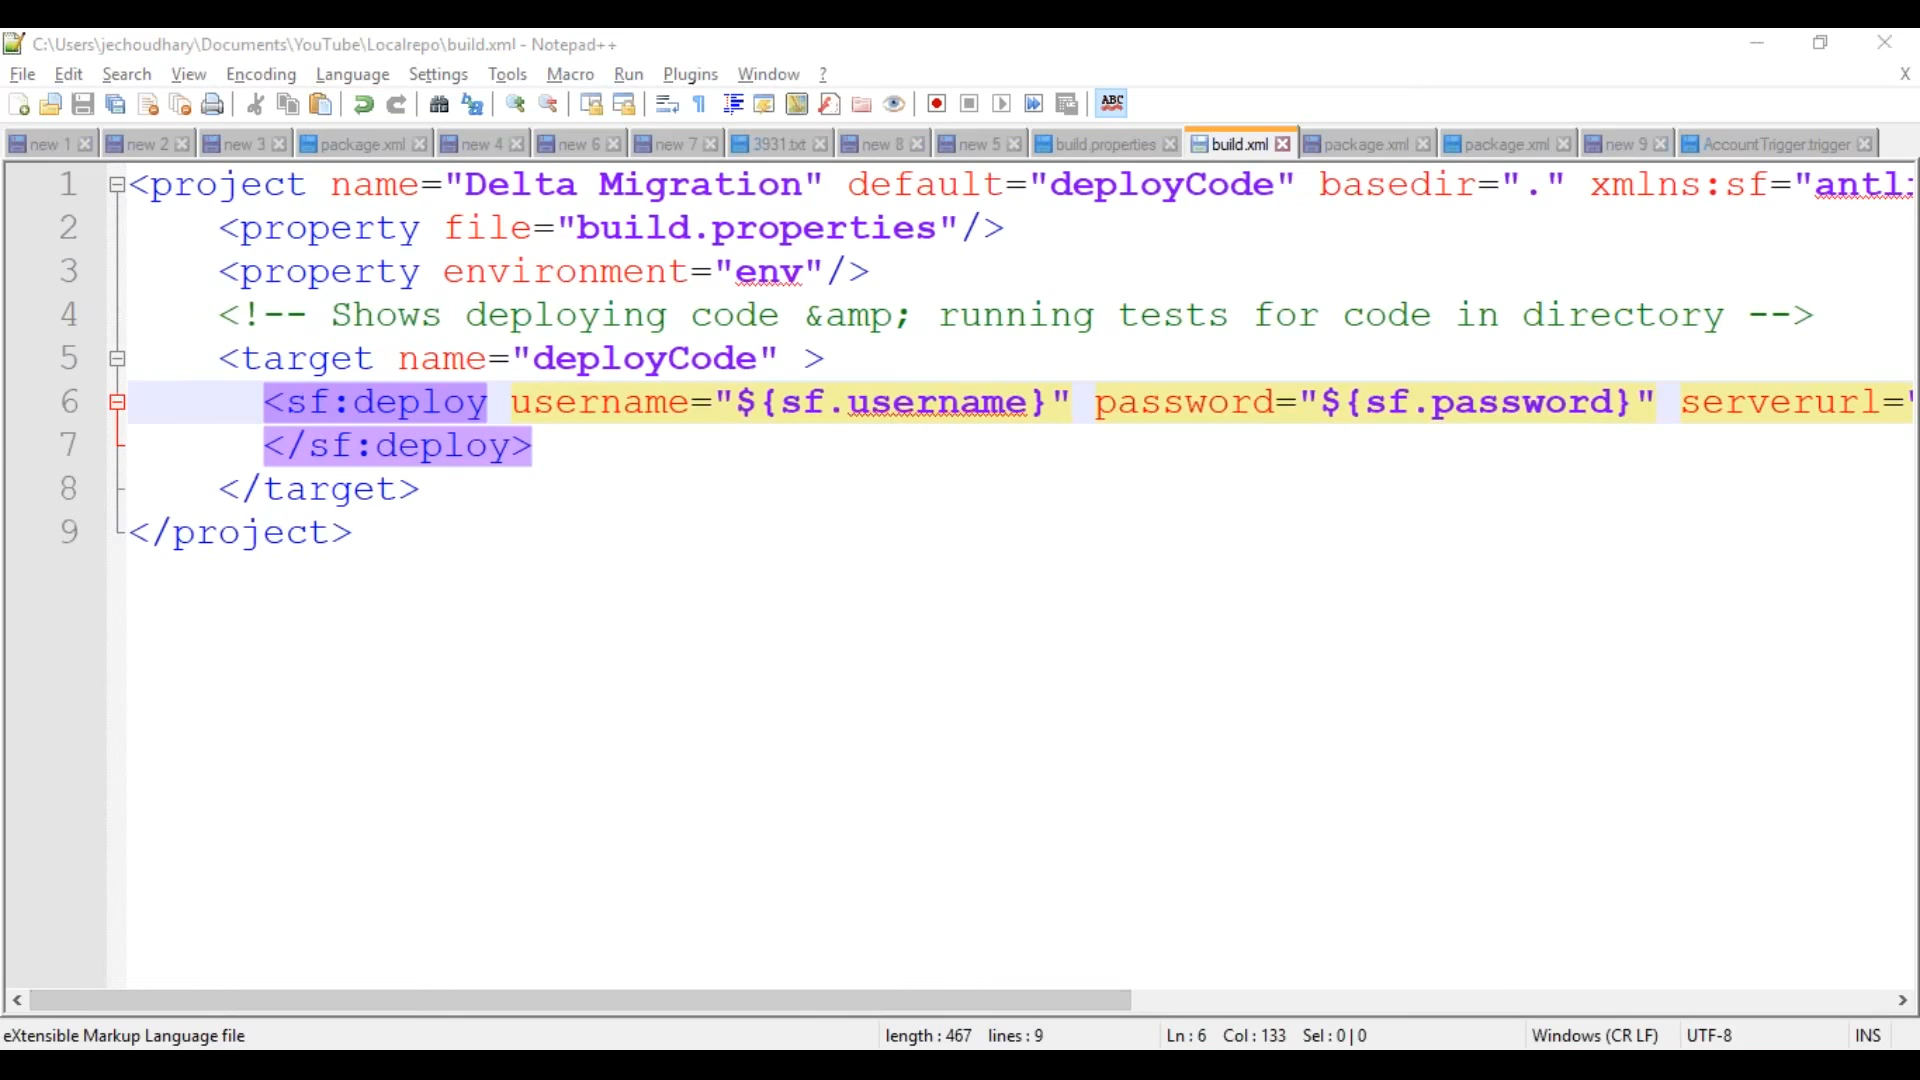 C:\Users\jechoudhary\Documents\YouTube\Localrepo\build.xml - Notepad++
File Edit Search View Encoding Language Settings Tools Macro Run Plugins Window ? X
ABC
new 1 new 2 new 3 package.xml new 4 new 6 new 7 3931.txt new 8 new 5 build.properties build.xml package.xml package.xml new 9 AccountTrigger.trigger
1 <project name="Delta Migration" default="deployCode" basedir="." xmlns:sf="antl
2 <property file="build.properties"/>
3 <property environment="env"/>
4 <!-- Shows deploying code &amp; running tests for code in directory -->
5 <target name="deployCode" >
6 <sf:deploy username="${sf.username}" password="${sf.password}" serverurl="
7 </sf:deploy>
8 </target>
9 </project>
eXtensible Markup Language file length : 467 lines : 9 Ln : 6 Col : 133 Sel : 0 | 0 Windows (CR LF) UTF-8 INS